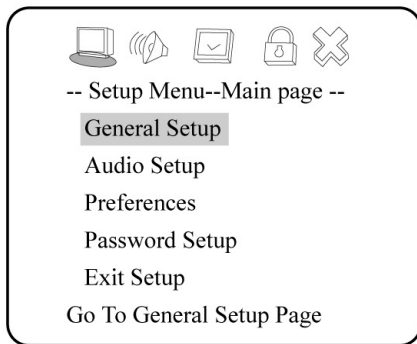 -- Setup Menu--Main page --
General Setup
Audio Setup
Preferences
Password Setup
Exit Setup
Go To General Setup Page